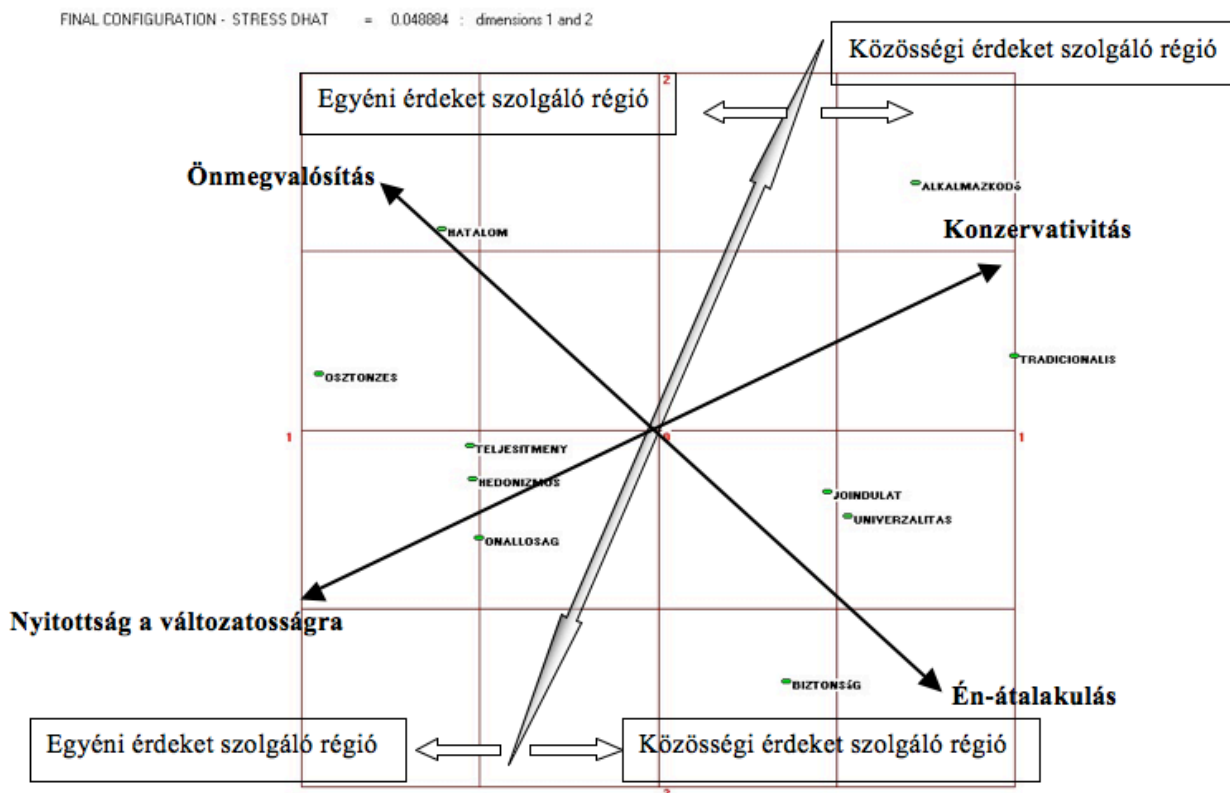 FINAL CONFIGURATION - STRESS DHAT = 0.048884 : dimensions 1 and 2
Közösségi érdeket szolgáló régió
2
Egyéni érdeket szolgáló régió
Önmegvalósítás
ALKALMAZKODó
HATALOM
Konzervativitás
TRADICIONALIS
OSZTONZES
1
0
1
TELJESITMENY
HEDONIZMUS
JOINDULAT
UNIVERZALITAS
ONALLOSAG
Nyitottság a változatosságra
BIZTONSáG
Én-átalakulás
Egyéni érdeket szolgáló régió
Közösségi érdeket szolgáló régió